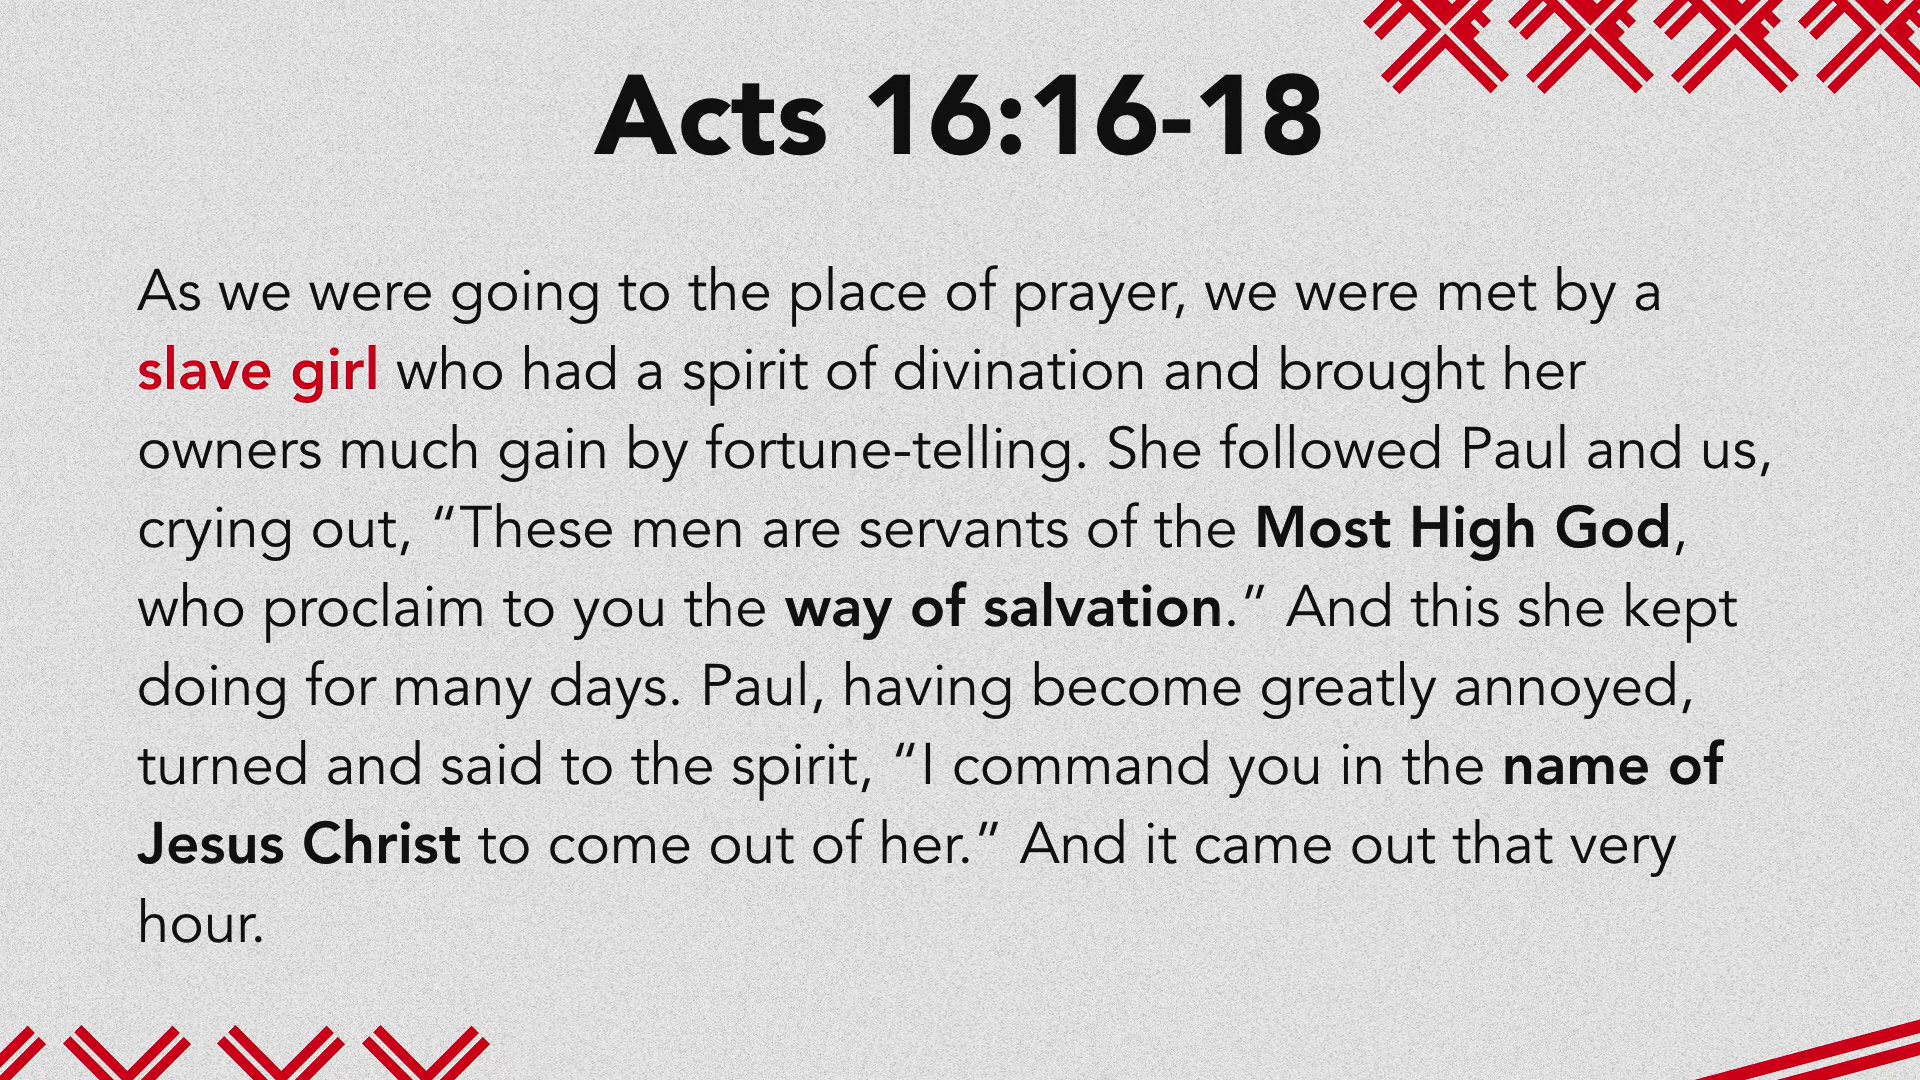 Acts 16:16-18
As we were going to the place of prayer, we were met by a
slave girl who had a spirit of divination and brought her
owners much gain by fortune-telling. She followed Paul and us,
crying out, “These men are servants of the Most High God,
who proclaim to you the way of salvation.” And this she kept
doing for many days. Paul, having become greatly annoyed,
turned and said to the spirit, “I command you in the name of
Jesus Christ to come out of her.” And it came out that very
hour.